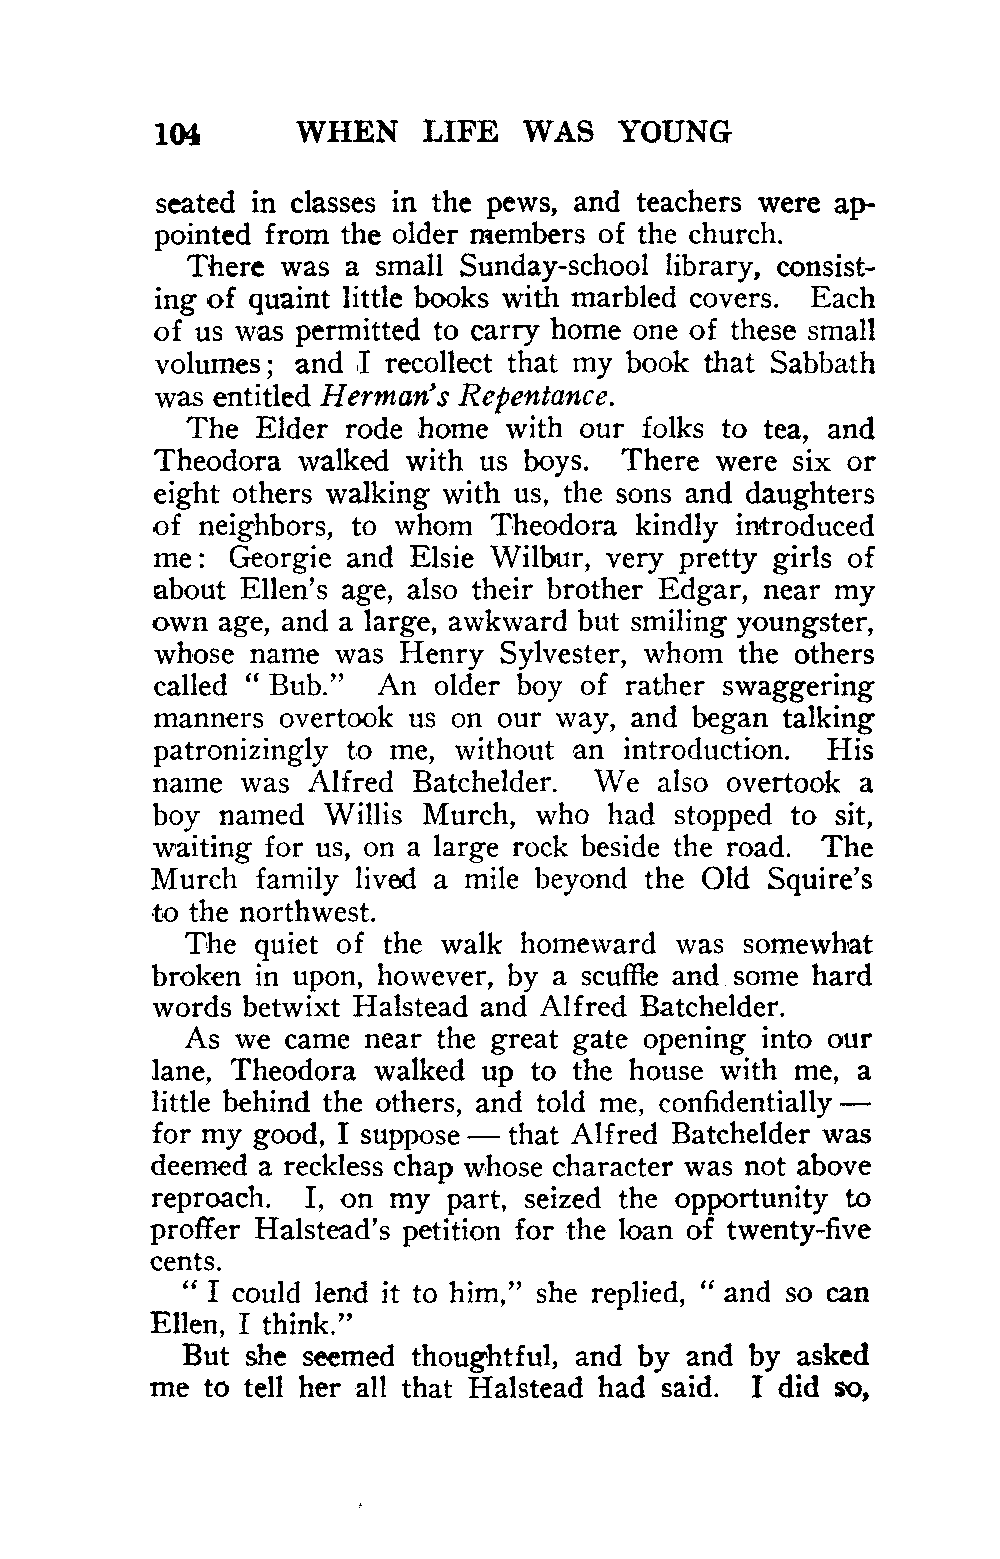 104 WHEN LIFE WAS YOUNG
seated in classes in the pews, and teachers were ap-
pointed from the older members of the church.
There was a small Sunday-school library, consist-
ing of quaint little books with marbled covers. Each
of us was permitted to carry home one of these small
volumes; and I recollect that my book that Sabbath
was entitled Herman's Repentance.
The Elder rode home with our folks to tea, and
Theodora walked with us boys. There were six or
eight others walking with us, the sons and daughters
of neighbors, to whom Theodora kindly introduced
me: Georgie and Elsie Wilbur, very pretty girls of
about Ellen's age, also their brother Edgar, near my
own age, and a large, awkward but smiling youngster,
whose name was Henry Sylvester, whom the others
called "Bub." An older boy of rather swaggering
manners overtook us on our way, and began talking
patronizingly to me, without an introduction. His
name was Alfred Batchelder. We also overtook a
boy named Willis Murch, who had stopped to sit,
waiting for us, on a large rock beside the road. The
Murch family lived a mile beyond the Old Squire's
to the northwest.
The quiet of the walk homeward was somewhat
broken in upon, however, by a scuffle and some hard
words betwixt Halstead and Alfred Batchelder.
As we came near the great gate opening into our
lane, Theodora walked up to the house with me, a
little behind the others, and told me, confidentially —
for my good, I suppose — that Alfred Batchelder was
deemed a reckless chap whose character was not above
reproach. I, on my part, seized the opportunity to
proffer Halstead's petition for the loan of twenty-five
cents.
"I could lend it to him," she replied, "and so can
Ellen, I think."
But she seemed thoughtful, and by and by asked
me to tell her all that Halstead had said. I did so,